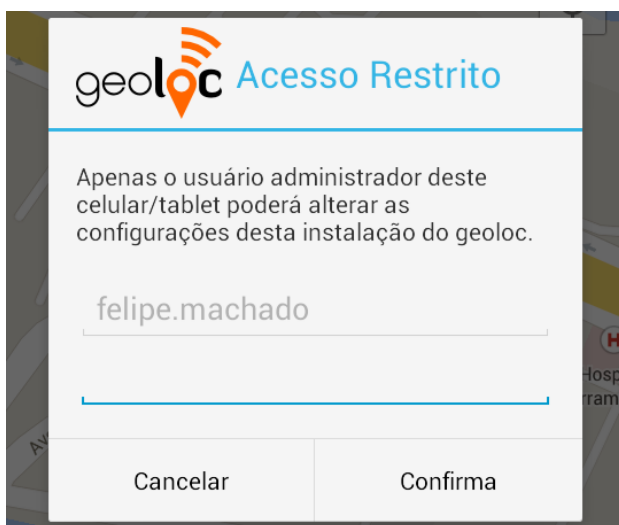 geoloc Acesso Restrito
Apenas o usuário administrador deste
celular/tablet poderá alterar as
configurações desta instalação do geoloc.
felipe.machado
Cancelar
Confirma
H